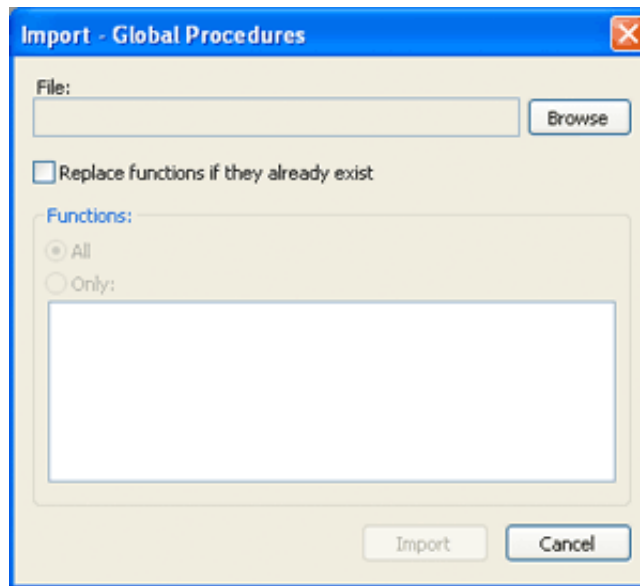 Import - Global Procedures
File:
Browse
Replace functions if they already exist
Functions:
All
Only:
Import
Cancel